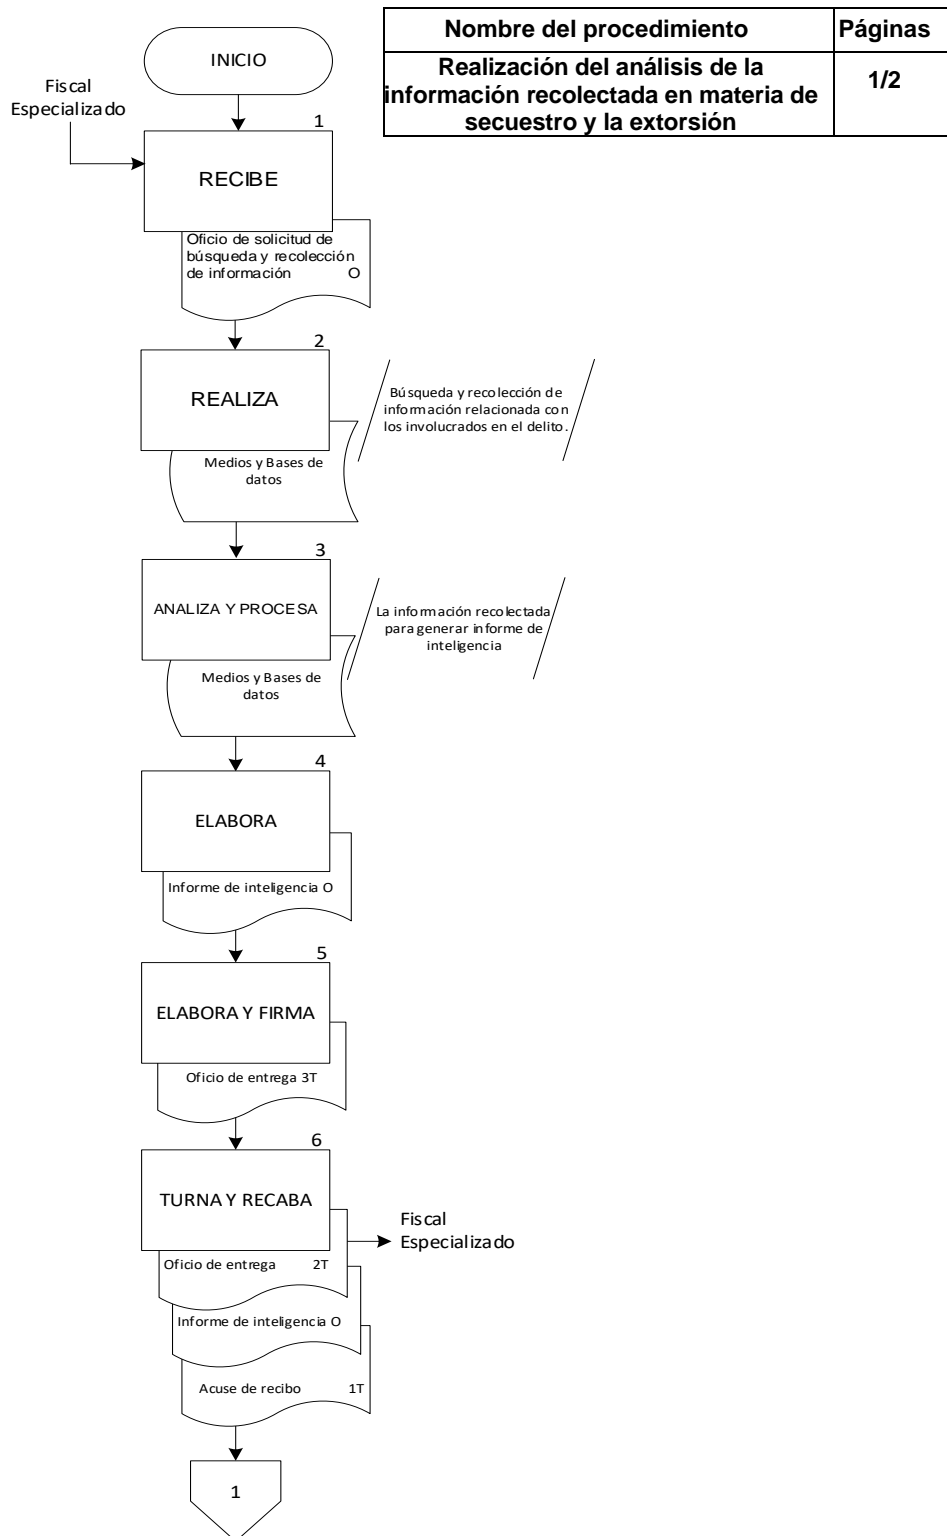 Nombre del procedimiento Páginas
Realización del análisis de la
información recolectada en materia de
secuestro y la extorsión
1/2
INICIO
Fiscal
Especializado
1
RECIBE
Oficio de solicitud de
búsqueda y recolección
de información O
2
REALIZA
Búsqueda y recolección de
información relacionada con
los involucrados en el delito.
Medios y Bases de
datos
3
ANALIZA Y PROCESA
La información recolectada
para generar informe de
inteligencia
Medios y Bases de
datos
4
ELABORA
Informe de inteligencia O
5
ELABORA Y FIRMA
Oficio de entrega 3T
6
TURNA Y RECABA
Fiscal
Especializado
Oficio de entrega 2T
Informe de inteligencia O
Acuse de recibo 1T
1